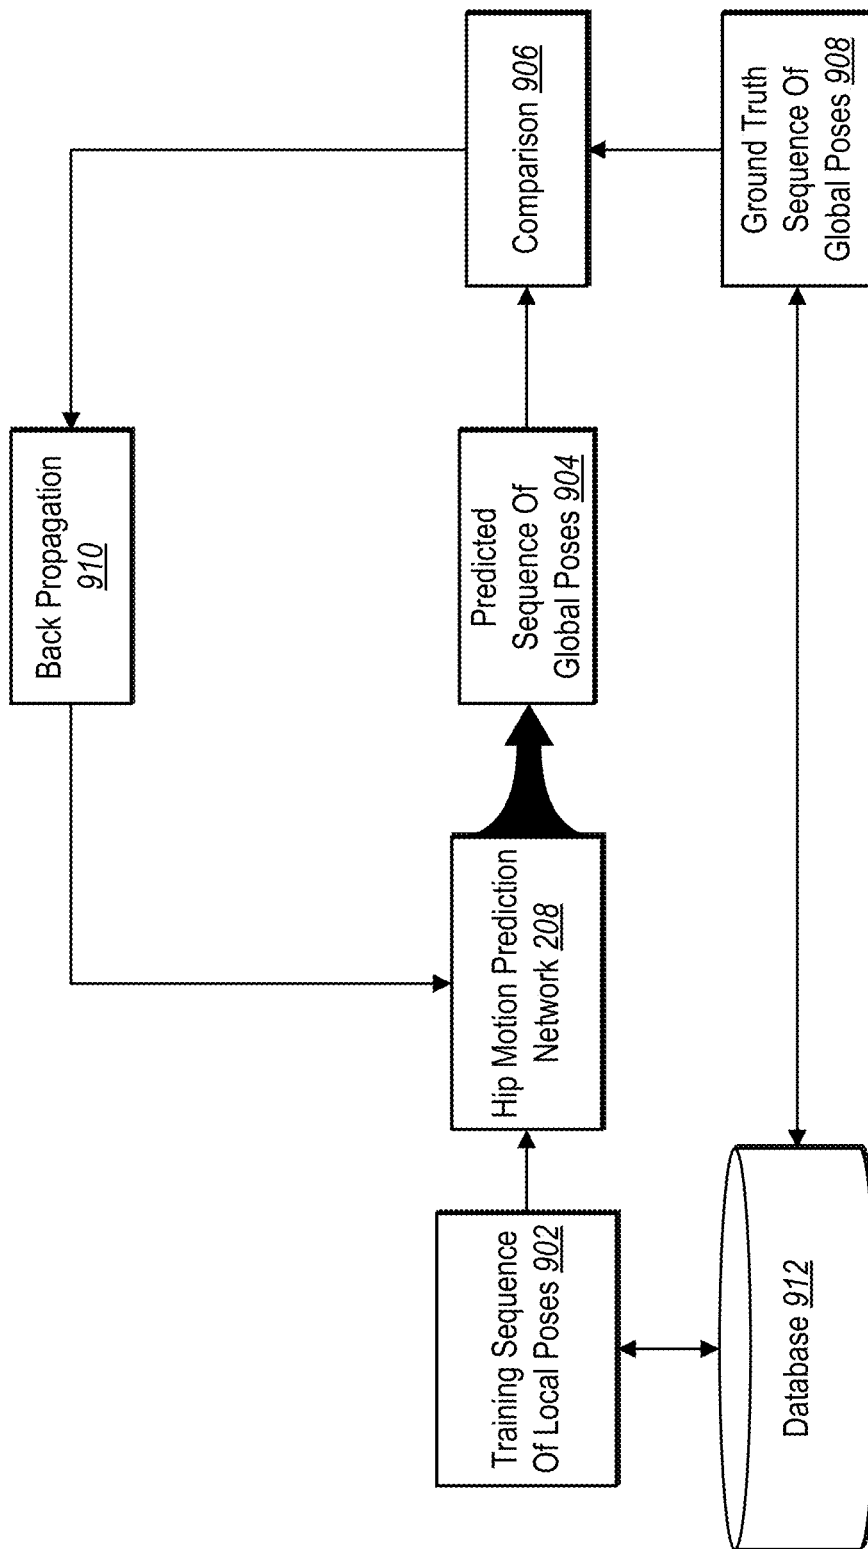 Back Propagation
910
Training Sequence
Of Local Poses 902
Hip Motion Prediction
Network 208
Predicted
Sequence Of
Global Poses 904
Comparison 906
Database 912
Ground Truth
Sequence Of
Global Poses 908